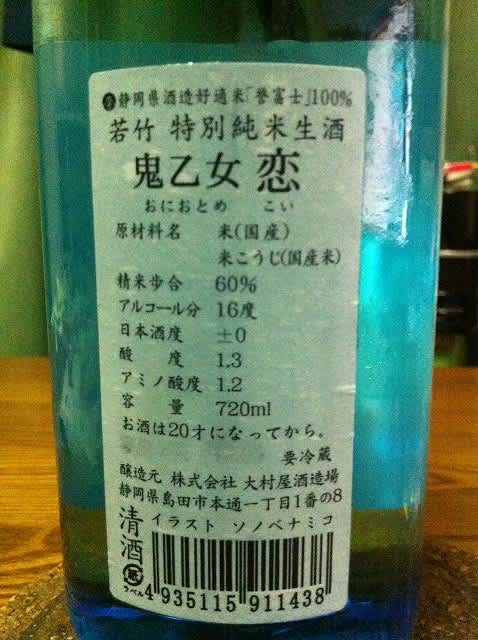 静岡県酒造好適米「誉富士」100%
若竹 特別純米生酒
鬼乙女 恋
おにおとめ こい
原材料名 米(国産)
米こうじ(国産米)
精米歩合 60%
アルコール分 16度
日本酒度 ±0
酸度 1.3
アミノ酸度 1.2
容量 720ml
お酒は20才になってから。
要冷蔵
醸造元 株式会社 大村屋酒造場
静岡県島田市本通一丁目1番の8
イラスト ソノベナミコ
清酒
紙
ラベル
4 935115 911438